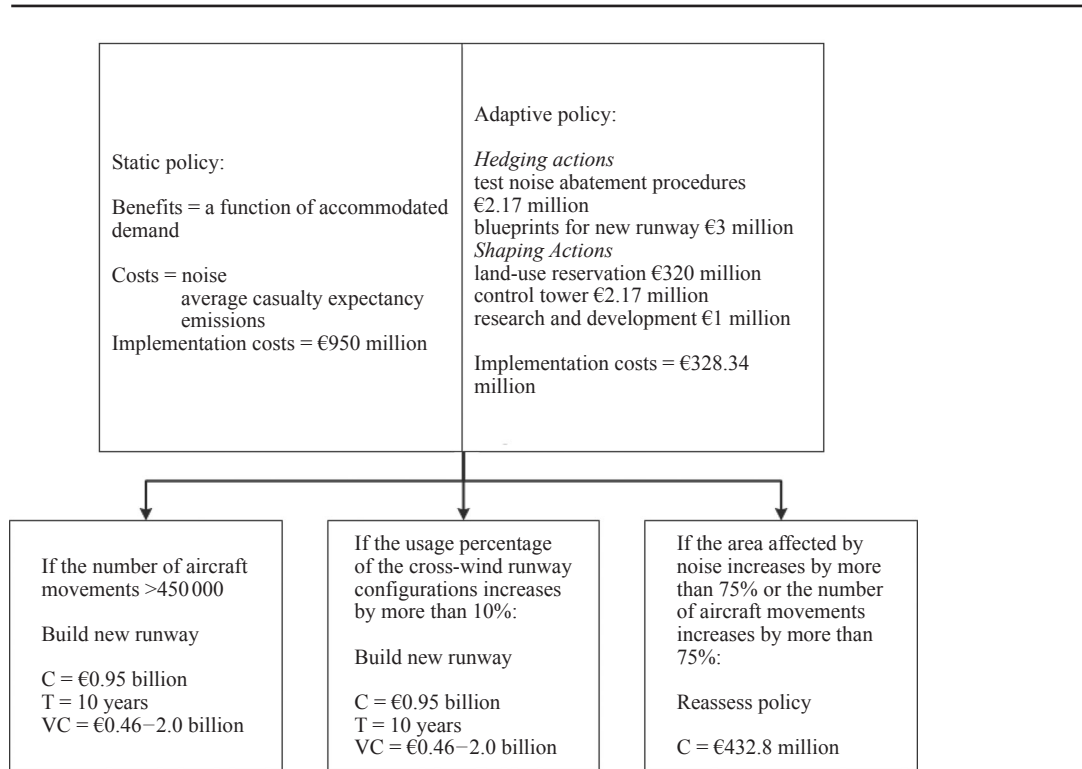 Static policy:
Benefits = a function of accommodated
demand
Costs = noise
average casualty expectancy
emissions
Implementation costs = €950 million
Adaptive policy:
Hedging actions
test noise abatement procedures
€2.17 million
blueprints for new runway €3 million
Shaping Actions
land-use reservation €320 million
control tower €2.17 million
research and development €1 million
Implementation costs = €328.34
million
If the number of aircraft
movements >450 000
Build new runway
C = €0.95 billion
T = 10 years
VC = €0.46−2.0 billion
If the usage percentage
of the cross-wind runway
configurations increases
by more than 10%:
Build new runway
C = €0.95 billion
T = 10 years
VC = €0.46−2.0 billion
If the area affected by
noise increases by more
than 75% or the number
of aircraft movements
increases by more than
75%:
Reassess policy
C = €432.8 million